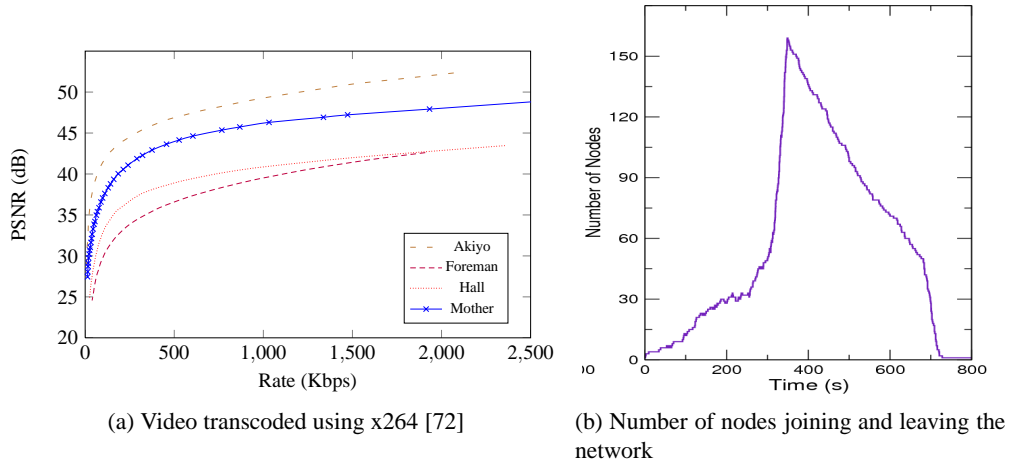 50
45
40
35
30
25
20
PSNR (dB)
0 500 1,000 1,500 2,000 2,500
Rate (Kbps)
Akiyo
Foreman
Hall
Mother
(a) Video transcoded using x264 [72]
150
120
90
60
30
0
Number of Nodes
00
0 200 400 600 800
Time (s)
(b) Number of nodes joining and leaving the
network